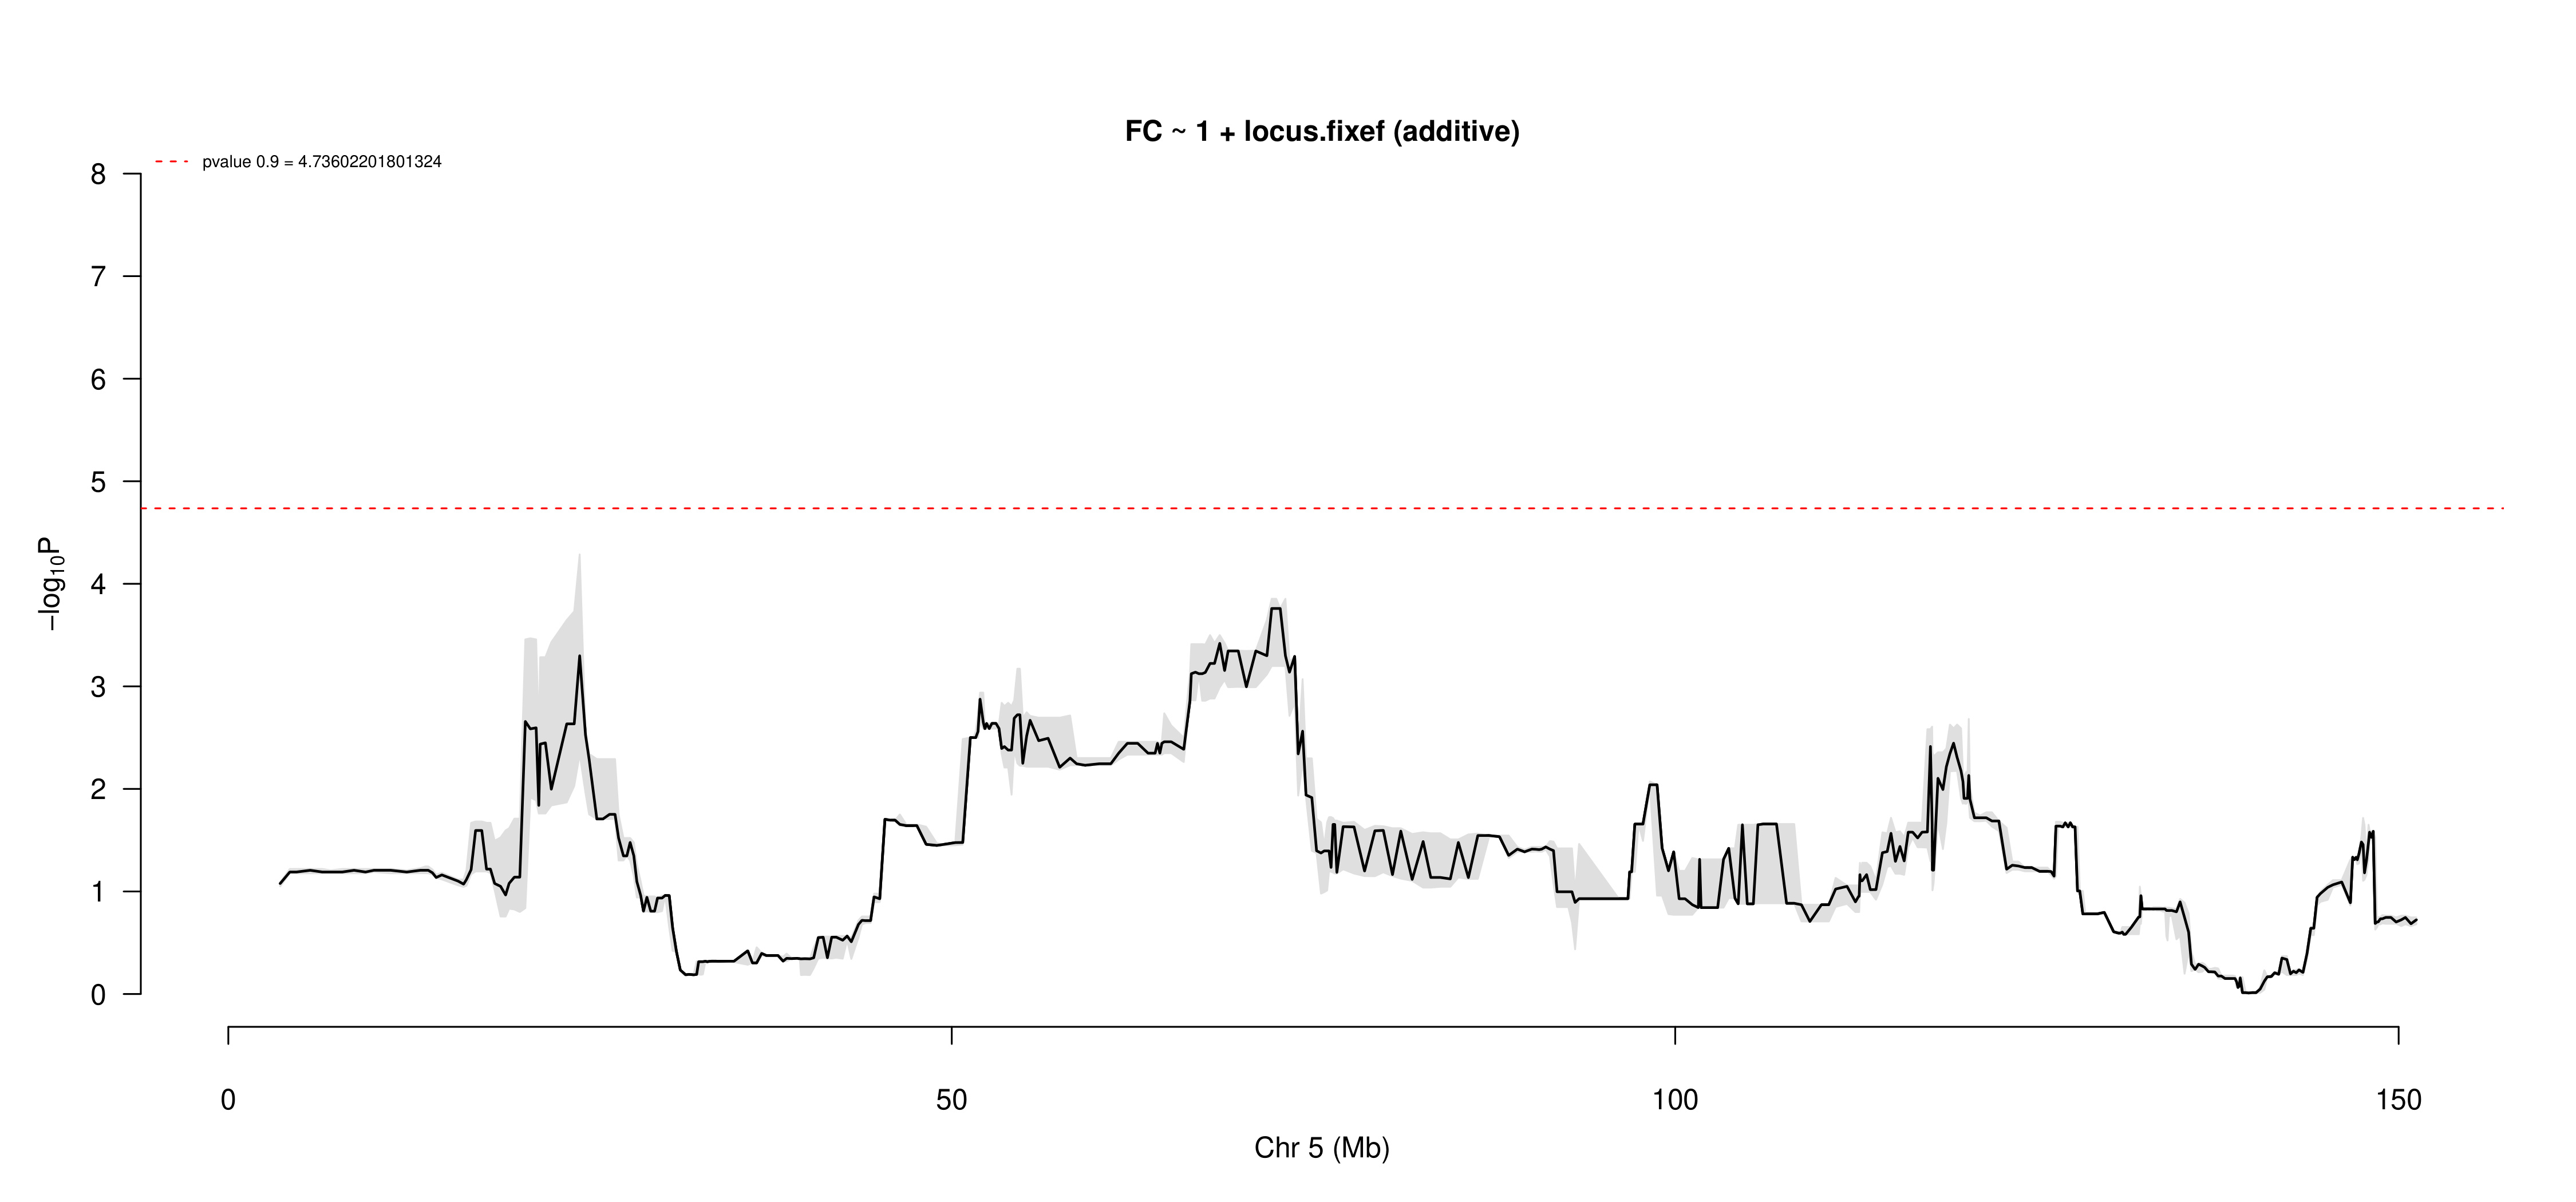 FC ~ 1 + locus.fixef (additive)
pvalue 0.9 = 4.73602201801324
8
7
6
5
4
3
2
1
0
−log10P
0 50 100 150
Chr 5 (Mb)